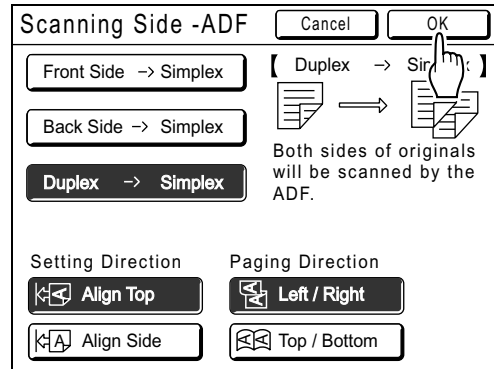 Scanning Side -ADF
Cancel
OK
Front Side -> Simplex
Back Side -> Simplex
Duplex -> Simplex
【 Duplex -> 】
Both sides of originals
will be scanned by the
ADF.
Setting Direction
Paging Direction
Align Top
Left / Right
Align Side
Top / Bottom